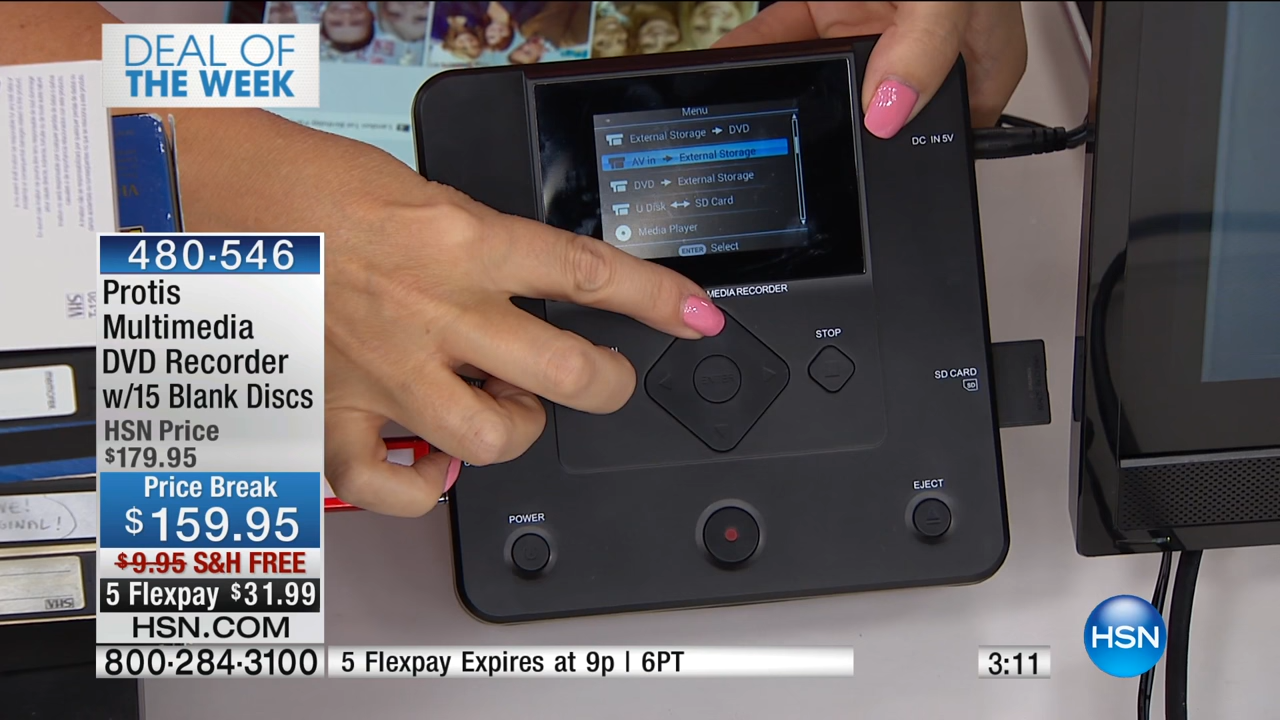 DEAL OF
THE WEEK
480-546
Protis
Multimedia
DVD Recorder
w/15 Blank Discs
HSN Price
$179.95
Price Break
$159.95
$9.95 S&H FREE
5 Flexpay $31.99
HSN.COM
800-284-3100
5 Flexpay Expires at 9p | 6PT
3:11
HSN
Menu
External Storage → DVD
AV in → External Storage
DVD → External Storage
U Disk ↔ SD Card
Media Player
ENTER Select
MEDIA RECORDER
DC IN 5V
STOP
ENTER
SD CARD
SD
POWER
EJECT
VHS
T-120
VHS